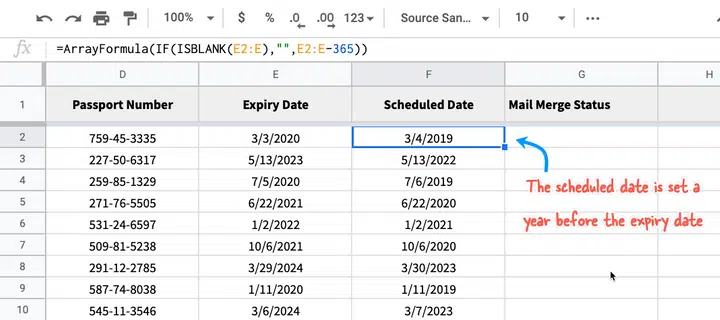 100% $ % .0 .00 123 Source San... 10
fx =ArrayFormula(IF(ISBLANK(E2:E),"",E2:E-365))
D E F G H
1 Passport Number Expiry Date Scheduled Date Mail Merge Status
2 759-45-3335 3/3/2020 3/4/2019
3 227-50-6317 5/13/2023 5/13/2022
4 259-85-1329 7/5/2020 7/6/2019
5 271-76-5505 6/22/2021 6/22/2020
6 531-24-6597 1/2/2022 1/2/2021
7 509-81-5238 10/6/2021 10/6/2020
8 291-12-2785 3/29/2024 3/30/2023
9 587-74-8038 1/11/2020 1/11/2019
10 545-11-3546 3/6/2024 3/7/2023
The scheduled date is set a
year before the expiry date